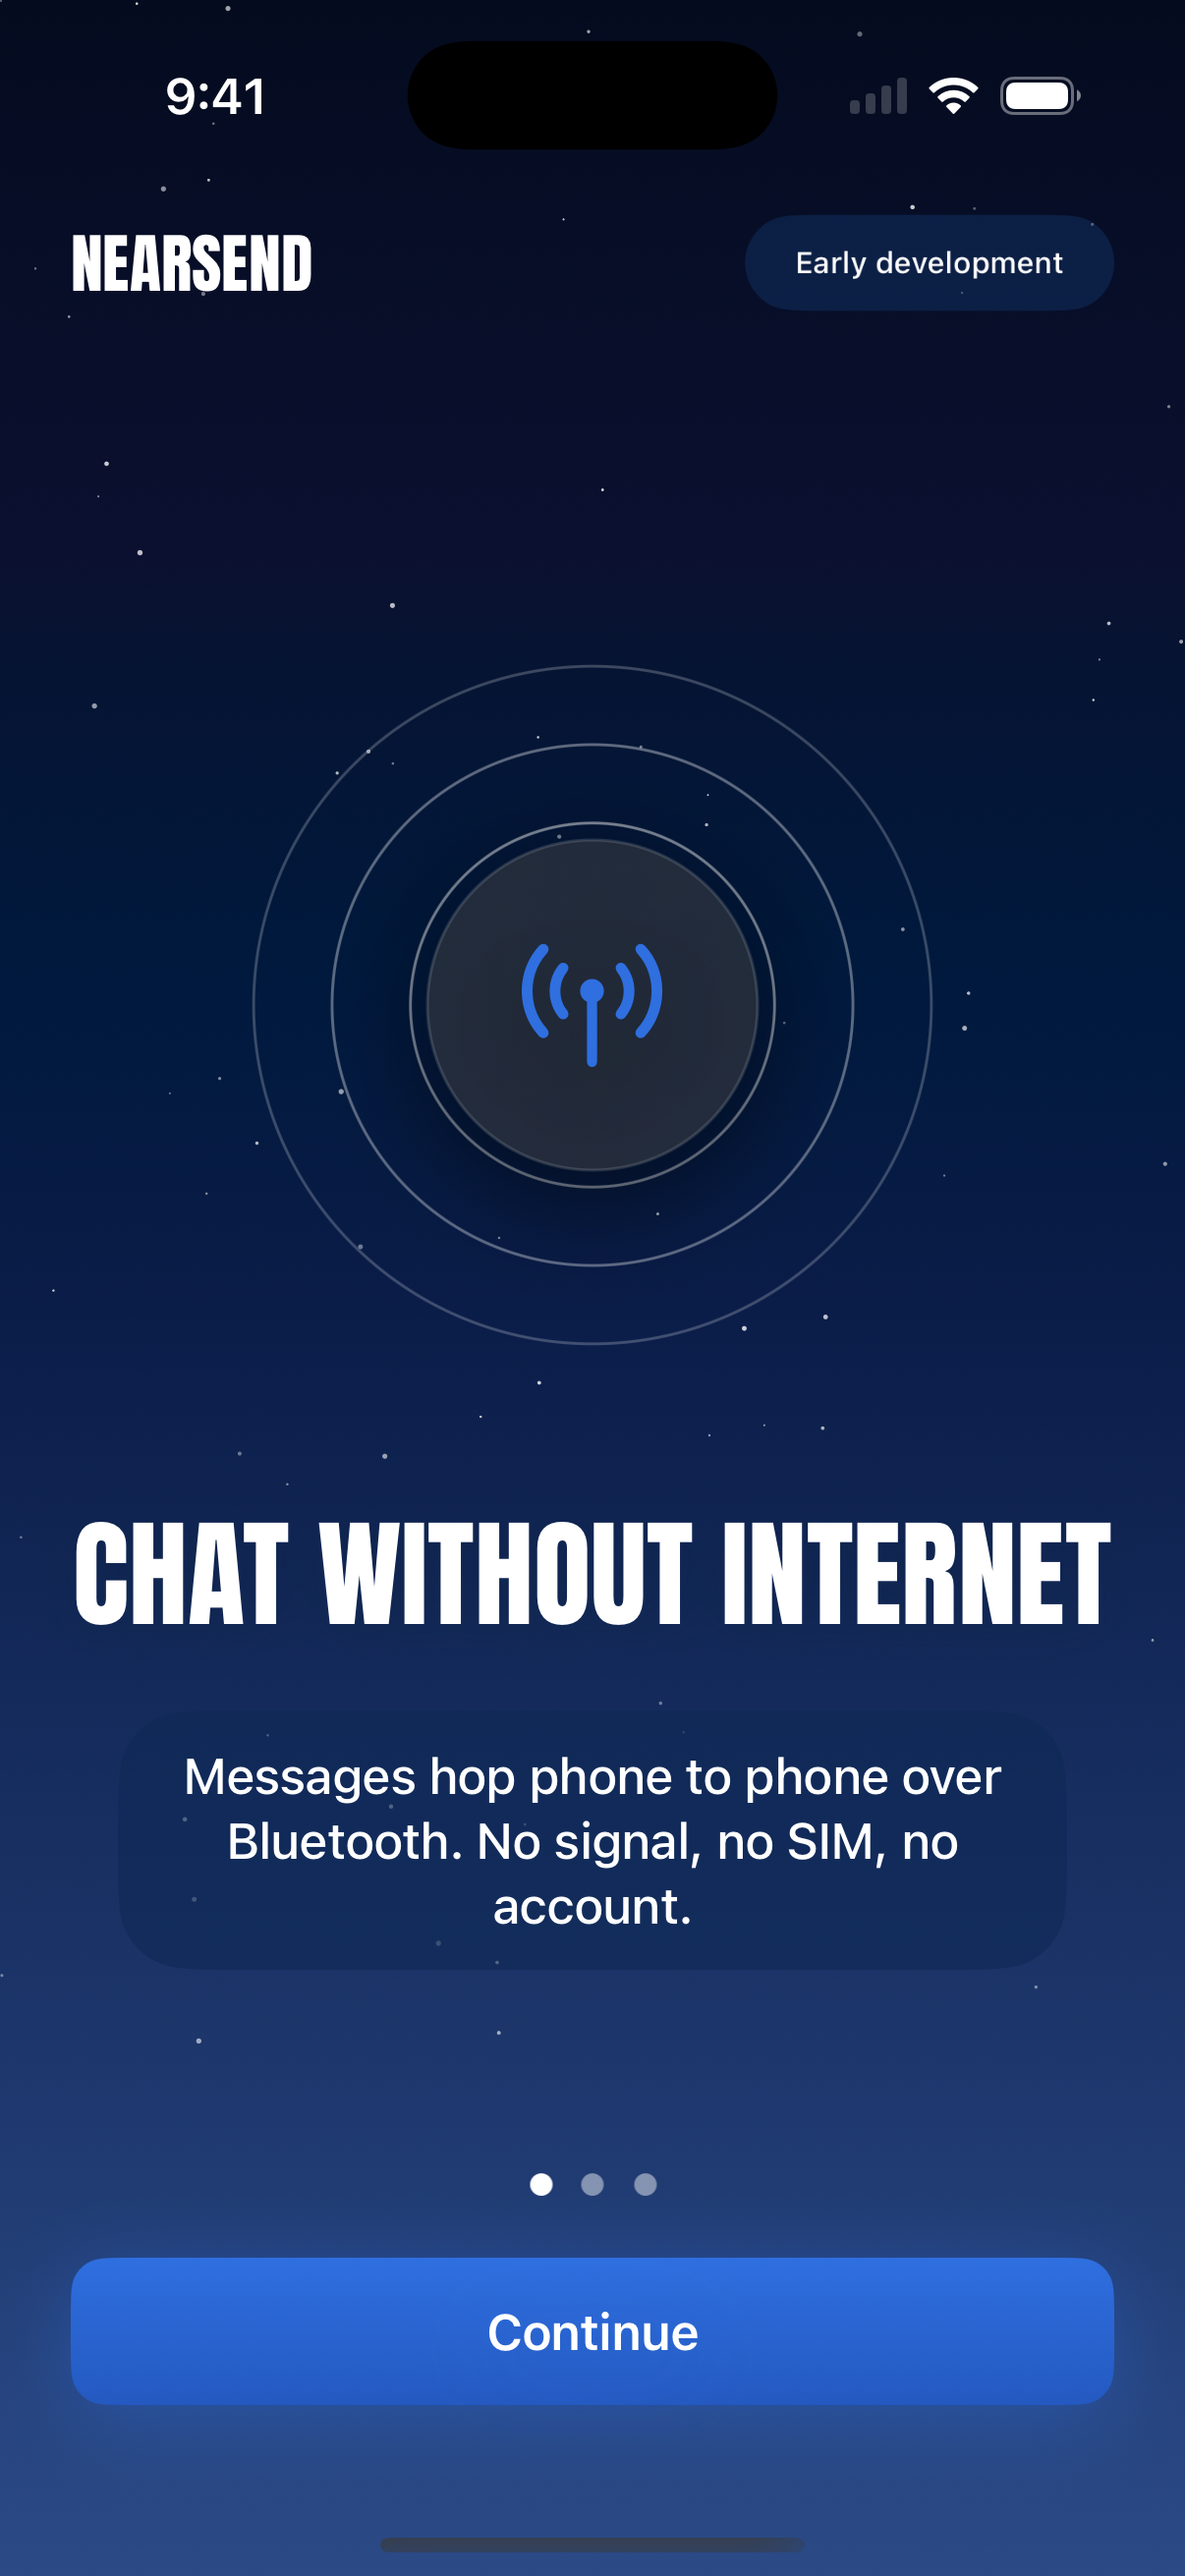 9:41
NEARSEND
Early development
CHAT WITHOUT INTERNET
Messages hop phone to phone over
Bluetooth. No signal, no SIM, no
account.
Continue